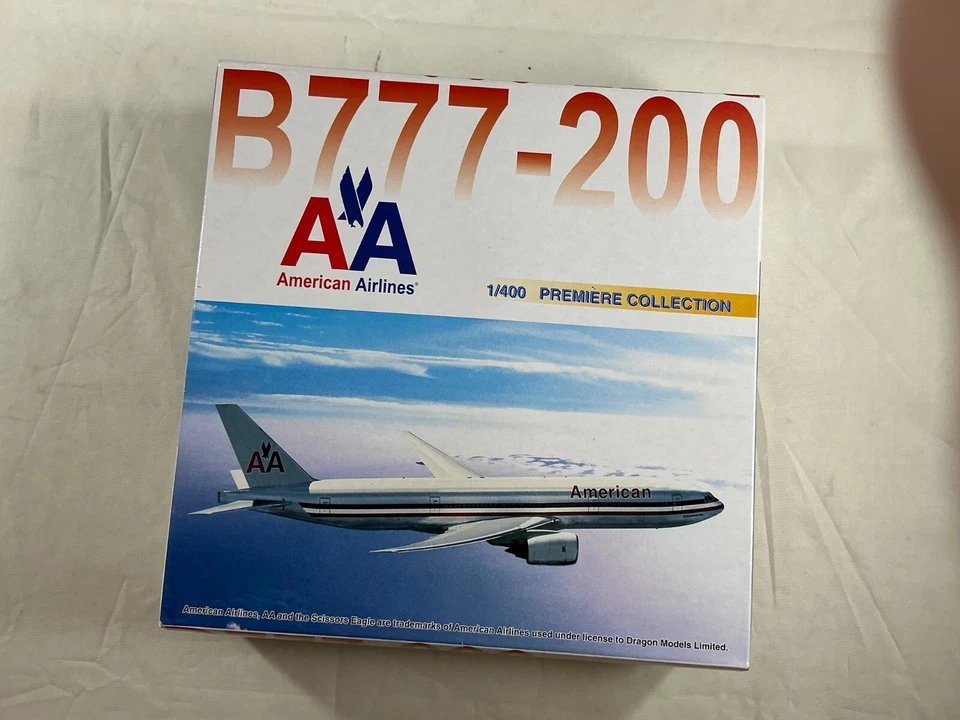 B777-200
AA
American Airlines®
1/400 PREMIÈRE COLLECTION
AA
American
American Airlines, AA and the Scissors Eagle are trademarks of American Airlines used under license to Dragon Models Limited.